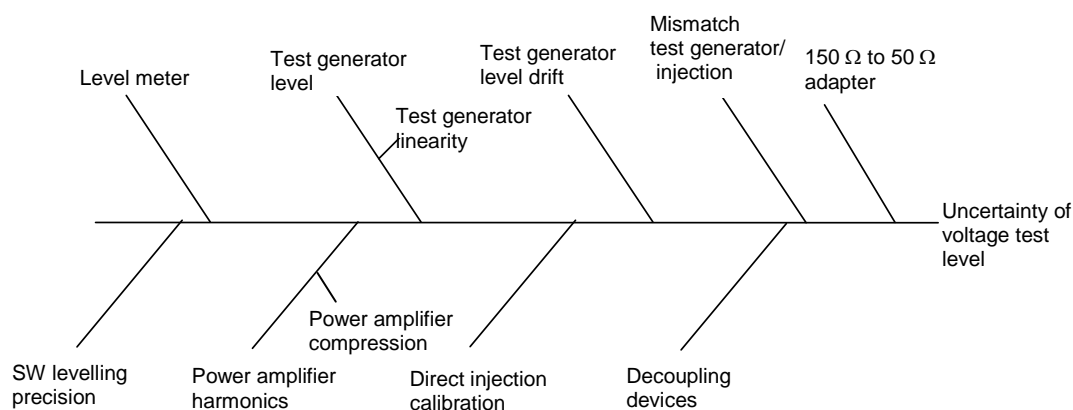 Level meter
Test generator
level
Test generator
linearity
Test generator
level drift
Mismatch
test generator/
injection
150 Ω to 50 Ω
adapter
Uncertainty of
voltage test
level
SW levelling
precision
Power amplifier
harmonics
Power amplifier
compression
Direct injection
calibration
Decoupling
devices